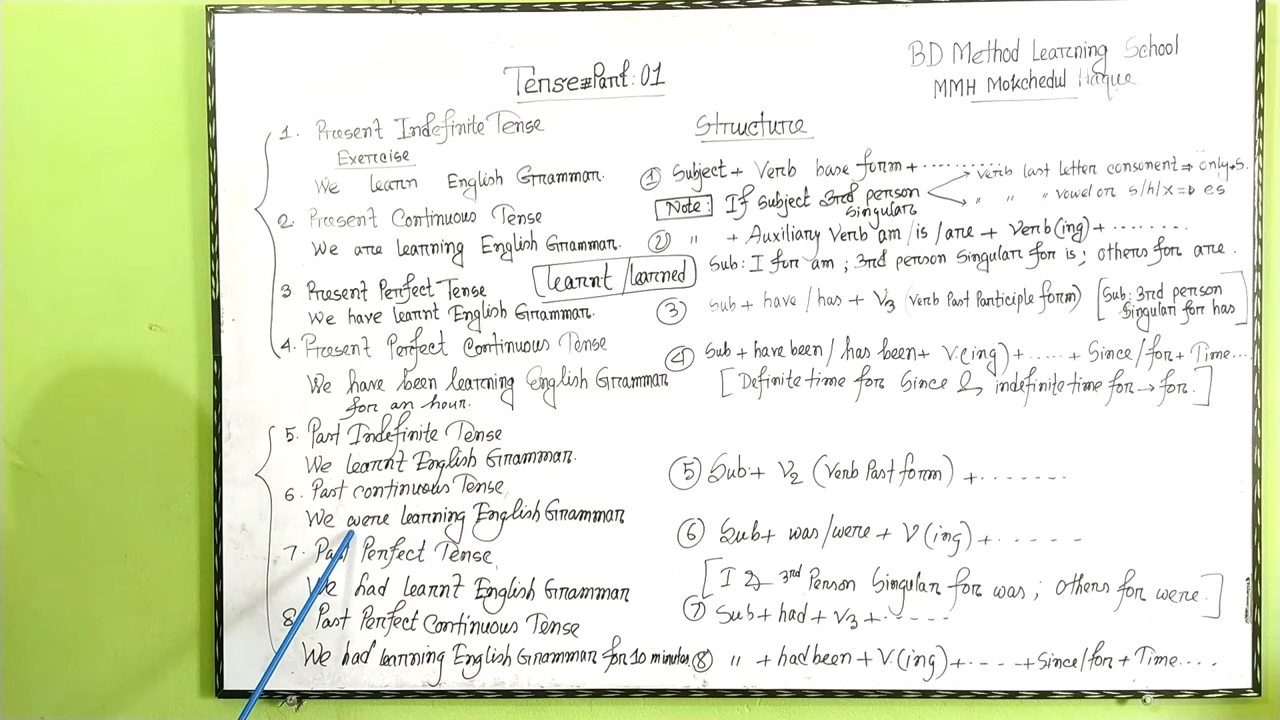 Tense Part: 01
BD Method Learning School
MMH Mokchedul Haque
1. Present Indefinite Tense
Exercise
We learn English Grammar.
2. Present Continuous Tense
We are learning English Grammar.
learnt/learned
3 Present Perfect Tense
We have learnt English Grammar.
4. Present Perfect Continuous Tense
We have been learning English Grammar
for an hour.
5. Past Indefinite Tense
We learnt English Grammar.
6. Past continuous Tense,
We were learning English Grammar
7. Past Perfect Tense,
We had learnt English Grammar
8 Past Perfect Continuous Tense
We had learning English Grammar for 10 minutes.
Structure
① Subject + Verb base form + .......... verb last letter consonent ⇒ only s.
Note: If Subject 3rd person Singular " " vowel or s/h/x ⇒ es
② " + Auxiliary Verb am/is/are + Verb(ing) + ........
Sub: I for am; 3rd person Singular for is; others for are.
③ Sub + have/has + V3 (Verb Past Participle form) [Sub: 3rd person Singular for has]
④ Sub + have been/has been + V.(ing) + ..... + Since/for + Time...
[Definite time for Since & indefinite time for → for.]
⑤ Sub + V2 (Verb Past form) + .......
⑥ Sub + was/were + V(ing) + .....
[I & 3rd Person Singular for was; Others for were.]
⑦ Sub + had + V3 + .....
⑧ " + had been + V.(ing) + .... + Since/for + Time....